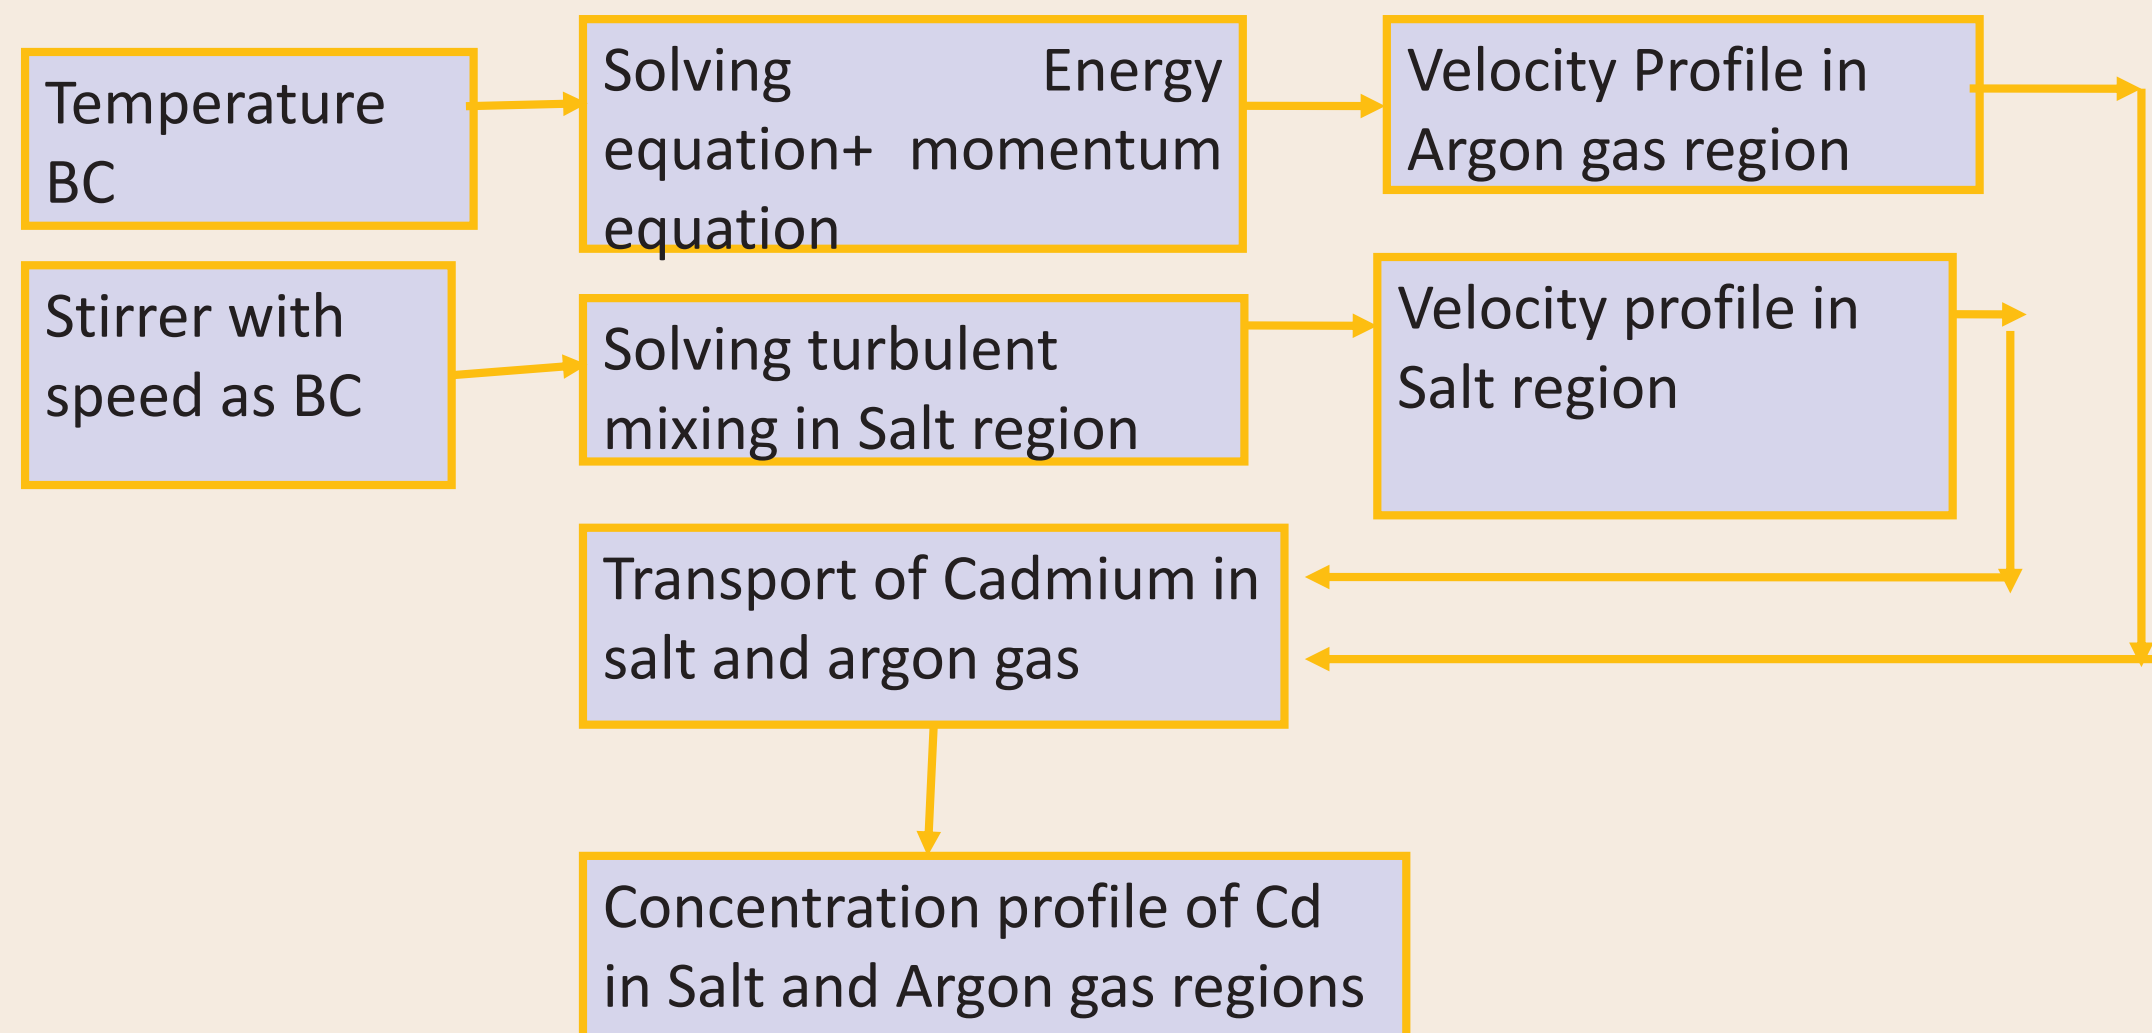 Temperature
BC
Solving Energy
equation+ momentum
equation
Velocity Profile in
Argon gas region
Stirrer with
speed as BC
Solving turbulent
mixing in Salt region
Velocity profile in
Salt region
Transport of Cadmium in
salt and argon gas
Concentration profile of Cd
in Salt and Argon gas regions